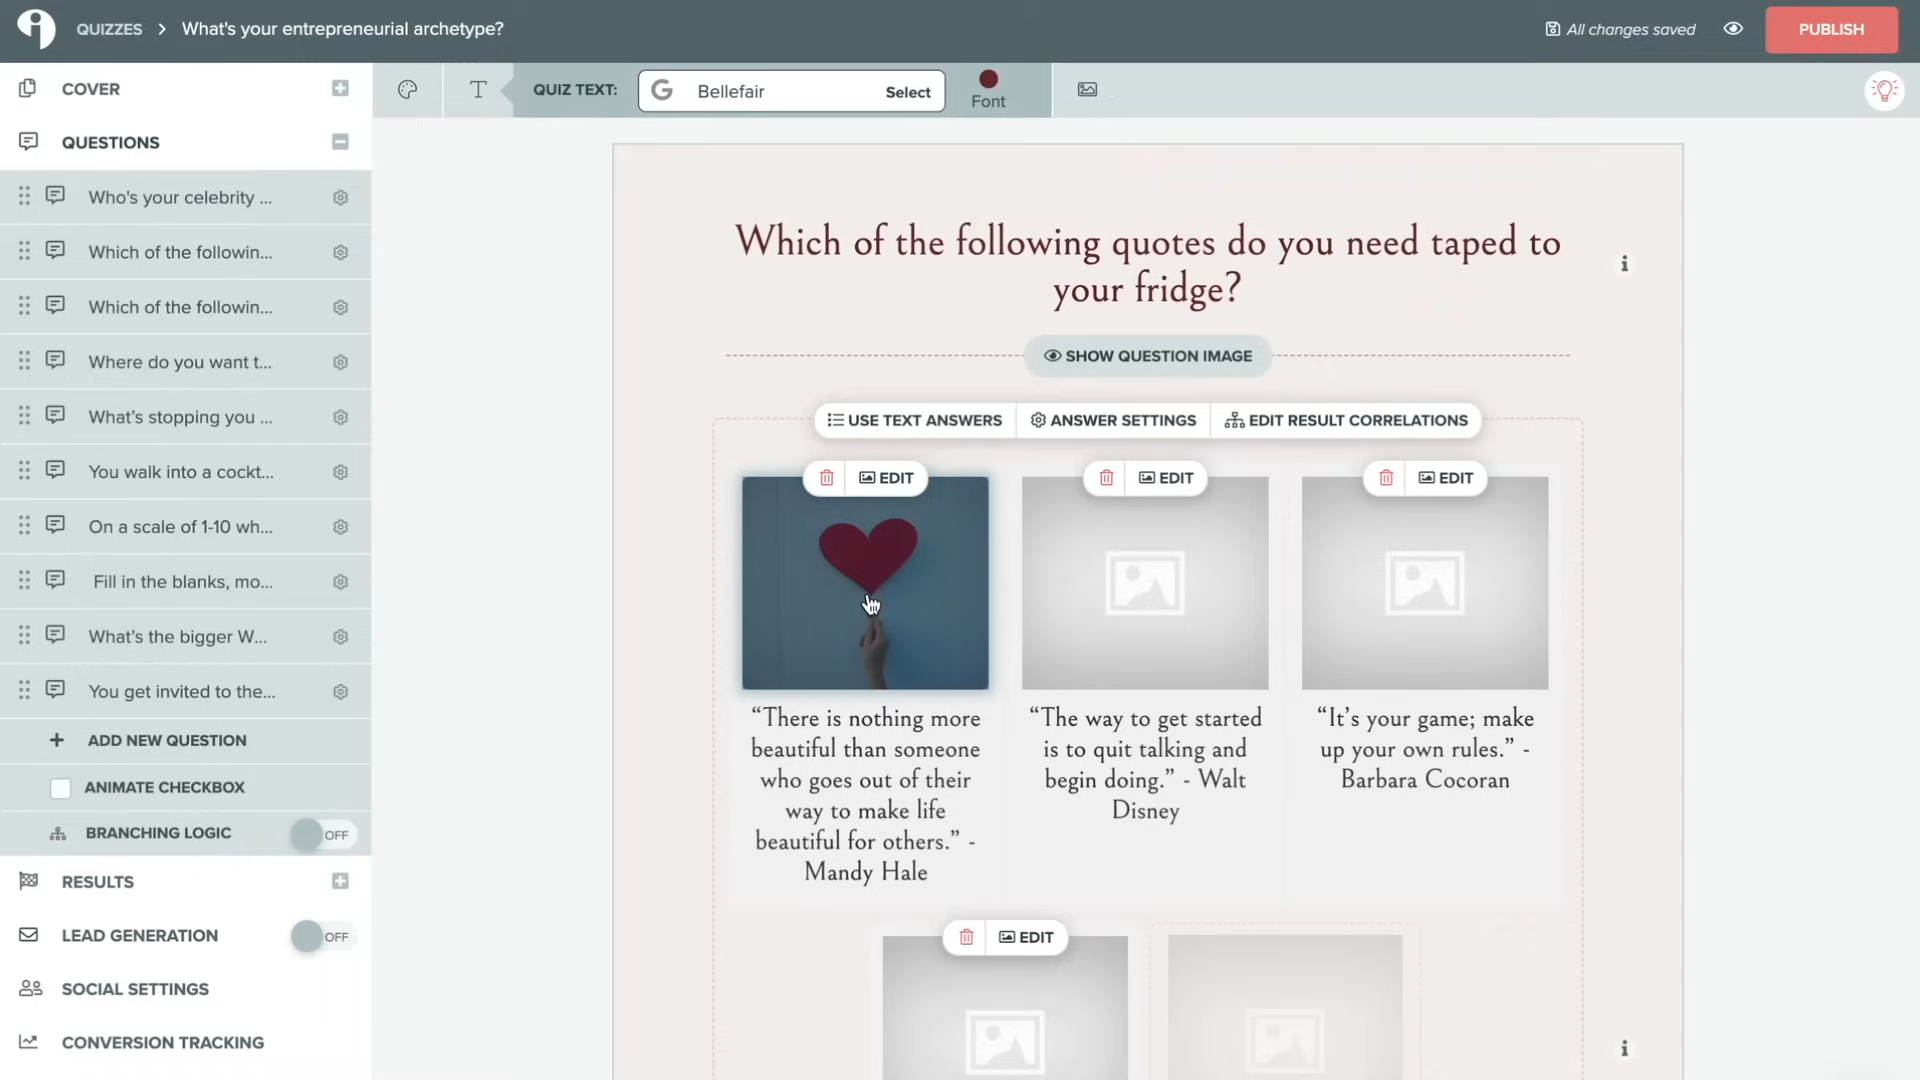 QUIZZES > What's your entrepreneurial archetype?
All changes saved
PUBLISH
COVER
QUESTIONS
Who's your celebrity ...
Which of the followin...
Which of the followin...
Where do you want t...
What's stopping you ...
You walk into a cockt...
On a scale of 1-10 wh...
Fill in the blanks, mo...
What's the bigger W...
You get invited to the...
ADD NEW QUESTION
ANIMATE CHECKBOX
BRANCHING LOGIC OFF
RESULTS
LEAD GENERATION OFF
SOCIAL SETTINGS
CONVERSION TRACKING
QUIZ TEXT: G Bellefair Select
Font
Which of the following quotes do you need taped to
your fridge?
SHOW QUESTION IMAGE
USE TEXT ANSWERS ANSWER SETTINGS EDIT RESULT CORRELATIONS
EDIT EDIT EDIT
“There is nothing more
beautiful than someone
who goes out of their
way to make life
beautiful for others.” -
Mandy Hale
“The way to get started
is to quit talking and
begin doing.” - Walt
Disney
“It’s your game; make
up your own rules.” -
Barbara Cocoran
EDIT